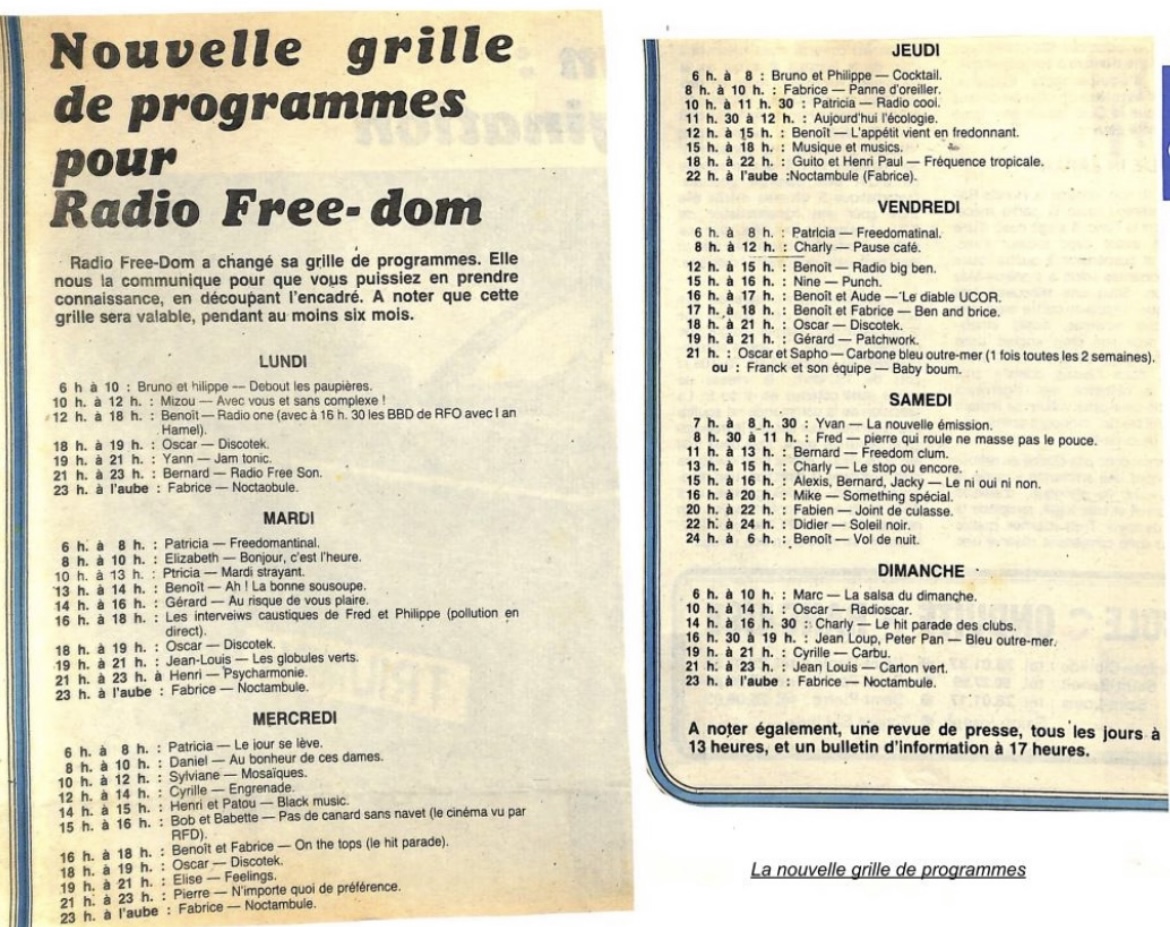 Nouvelle grille
de programmes
pour
Radio Free-dom
Radio Free-Dom a changé sa grille de programmes. Elle
nous la communique pour que vous puissiez en prendre
connaissance, en découpant l'encadré. A noter que cette
grille sera valable, pendant au moins six mois.
LUNDI
6 h à 10 : Bruno et hilippe -- Debout les paupières.
10 h. à 12 h. : Mizou — Avec vous et sans complexe !
12 h. à 18 h. : Benoît — Radio one (avec à 16 h. 30 les BBD de RFO avec I an
Hamel).
18 h. à 19 h. : Oscar — Discotek.
19 h. à 21 h. : Yann — Jam tonic.
21 h. à 23 h. : Bernard — Radio Free Son.
23 h. à l'aube : Fabrice — Noctaobule.
MARDI
6 h. à 8 h. : Patricia — Freedomantinal.
8 h. à 10 h. : Elizabeth — Bonjour, c'est l'heure.
10 h. à 13 h. : Ptricia — Mardi strayant.
13 h. à 14 h. : Benoît — Ah ! La bonne sousoupe.
14 h. à 16 h. : Gérard — Au risque de vous plaire.
16 h. à 18 h. : Les interveiws caustiques de Fred et Philippe (pollution en
direct).
18 h. à 19 h. : Oscar — Discotek.
19 h. à 21 h. : Jean-Louis — Les globules verts.
21 h. à 23 h. à Henri — Psycharmonie.
23 h. à l'aube : Fabrice — Noctambule.
MERCREDI
6 h. à 8 h. : Patricia — Le jour se lève.
8 h. à 10 h. : Daniel — Au bonheur de ces dames.
10 h. à 12 h. : Sylviane — Mosaïques.
12 h. à 14 h. : Cyrille — Engrenade.
14 h. à 15 h. : Henri et Patou — Black music.
15 h. à 16 h. : Bob et Babette — Pas de canard sans navet (le cinéma vu par
RFD).
16 h. à 18 h. : Benoît et Fabrice — On the tops (le hit parade).
18 h. à 19 h. : Oscar — Discotek.
19 h. à 21 h. : Elise — Feelings.
21 h. à 23 h. : Pierre — N'importe quoi de préférence.
23 h. à l'aube : Fabrice — Noctambule.
JEUDI
6 h. à 8 : Bruno et Philippe — Cocktail.
8 h. à 10 h. : Fabrice — Panne d'oreiller.
10 h. à 11 h. 30 : Patricia — Radio cool.
11 h. 30 à 12 h. : Aujourd'hui l'écologie.
12 h. à 15 h. : Benoît — L'appétit vient en fredonnant.
15 h. à 18 h. : Musique et musics.
18 h. à 22 h. : Guito et Henri Paul — Fréquence tropicale.
22 h. à l'aube :Noctambule (Fabrice).
VENDREDI
6 h. à 8 h. : Patricia — Freedomatinal.
8 h. à 12 h. : Charly — Pause café.
12 h. à 15 h. : Benoît — Radio big ben.
15 h. à 16 h. : Nine — Punch.
16 h. à 17 h. : Benoît et Aude — Le diable UCOR.
17 h. à 18 h. : Benoît et Fabrice — Ben and brice.
18 h. à 21 h. : Oscar — Discotek.
19 h. à 21 h. : Gérard — Patchwork.
21 h. : Oscar et Sapho — Carbone bleu outre-mer (1 fois toutes les 2 semaines).
ou : Franck et son équipe — Baby boum.
SAMEDI
7 h. à 8 h. 30 : Yvan — La nouvelle émission.
8 h. 30 à 11 h. : Fred — pierre qui roule ne masse pas le pouce.
11 h. à 13 h. : Bernard — Freedom clum.
13 h. à 15 h. : Charly — Le stop ou encore.
15 h. à 16 h. : Alexis, Bernard, Jacky — Le ni oui ni non.
16 h. à 20 h. : Mike — Something spécial.
20 h. à 22 h. : Fabien — Joint de culasse.
22 h. à 24 h. : Didier — Soleil noir.
24 h. à 6 h. : Benoît — Vol de nuit.
DIMANCHE
6 h. à 10 h. : Marc — La salsa du dimanche.
10 h. à 14 h. : Oscar — Radioscar.
14 h. à 16 h. 30 : Charly — Le hit parade des clubs.
16 h. 30 à 19 h. : Jean Loup, Peter Pan — Bleu outre-mer.
19 h. à 21 h. : Cyrille — Carbu.
21 h. à 23 h. : Jean Louis — Carton vert.
23 h. à l'aube : Fabrice — Noctambule.
A noter également, une revue de presse, tous les jours à
13 heures, et un bulletin d'information à 17 heures.
La nouvelle grille de programmes